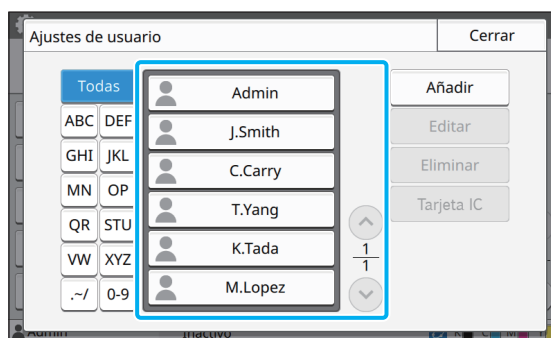 Ajustes de usuario
Cerrar
Todas
ABC DEF
GHI JKL
MN OP
QR STU
VW XYZ
.~/ 0-9
Admin
J.Smith
C.Carry
T.Yang
K.Tada
M.Lopez
1
1
Añadir
Editar
Eliminar
Tarjeta IC
Admin
Inactivo
K C M